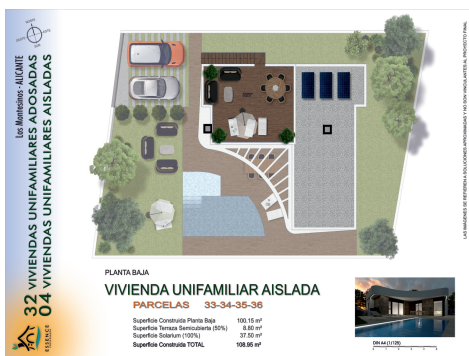 Los Montesinos - ALICANTE
32 VIVIENDAS UNIFAMILIARES ADOSADAS
04 VIVIENDAS UNIFAMILIARES AISLADAS
ESSENCE
LAS IMÁGENES SE REFIEREN A SOLUCIONES APROXIMADAS Y NO SON VINCULANTES AL PROYECTO FINAL
PLANTA BAJA
VIVIENDA UNIFAMILIAR AISLADA
PARCELAS 33-34-35-36
Superficie Construida Planta Baja 100.15 m²
Superficie Terraza Semicubierta (50%) 8.80 m²
Superficie Solarium (100%) 37.50 m²
Superficie Construida TOTAL 108.95 m²
DIN A4 (1/125)